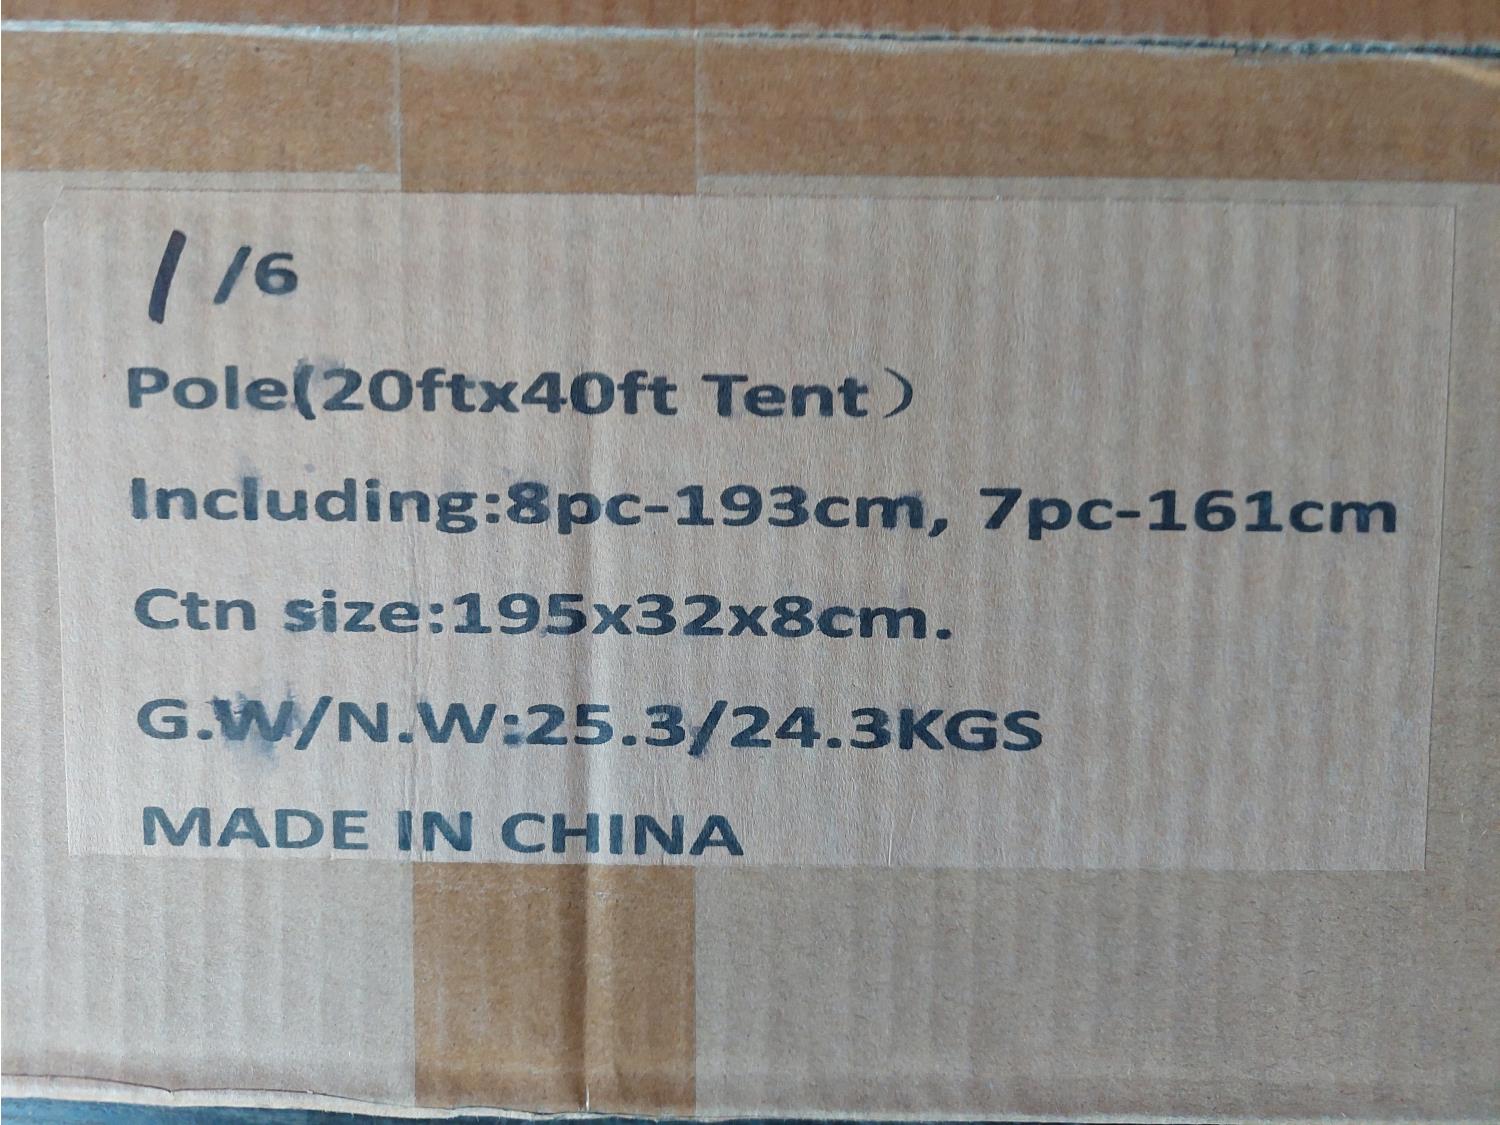 1 /6
Pole(20ftx40ft Tent）
Including:8pc-193cm, 7pc-161cm
Ctn size:195x32x8cm.
G.W/N.W:25.3/24.3KGS
MADE IN CHINA